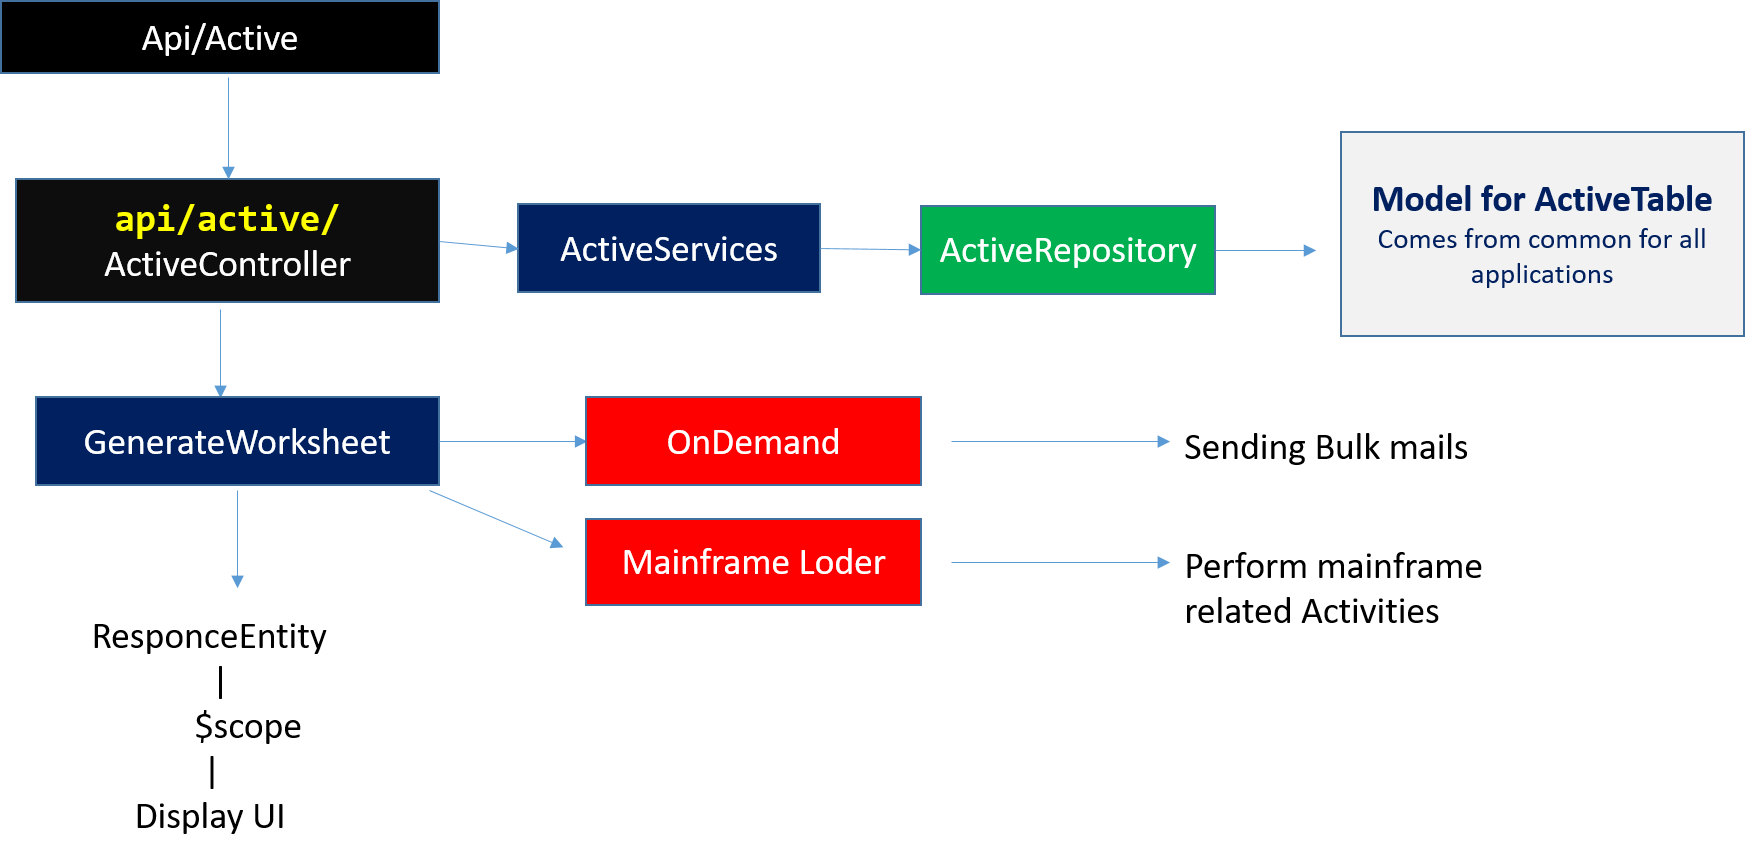 Api/Active
api/active/
ActiveController
ActiveServices
ActiveRepository
Model for ActiveTable
Comes from common for all
applications
GenerateWorksheet
OnDemand
Sending Bulk mails
Mainframe Loder
Perform mainframe
related Activities
ResponceEntity
|
$scope
|
Display UI